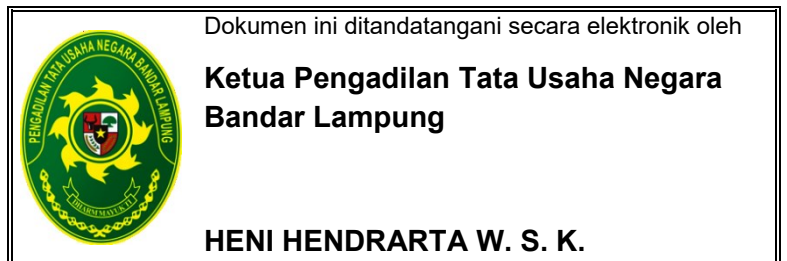 Dokumen ini ditandatangani secara elektronik oleh
Ketua Pengadilan Tata Usaha Negara
Bandar Lampung
HENI HENDRARTA W. S. K.
PENGADILAN TATA USAHA NEGARA BANDAR LAMPUNG